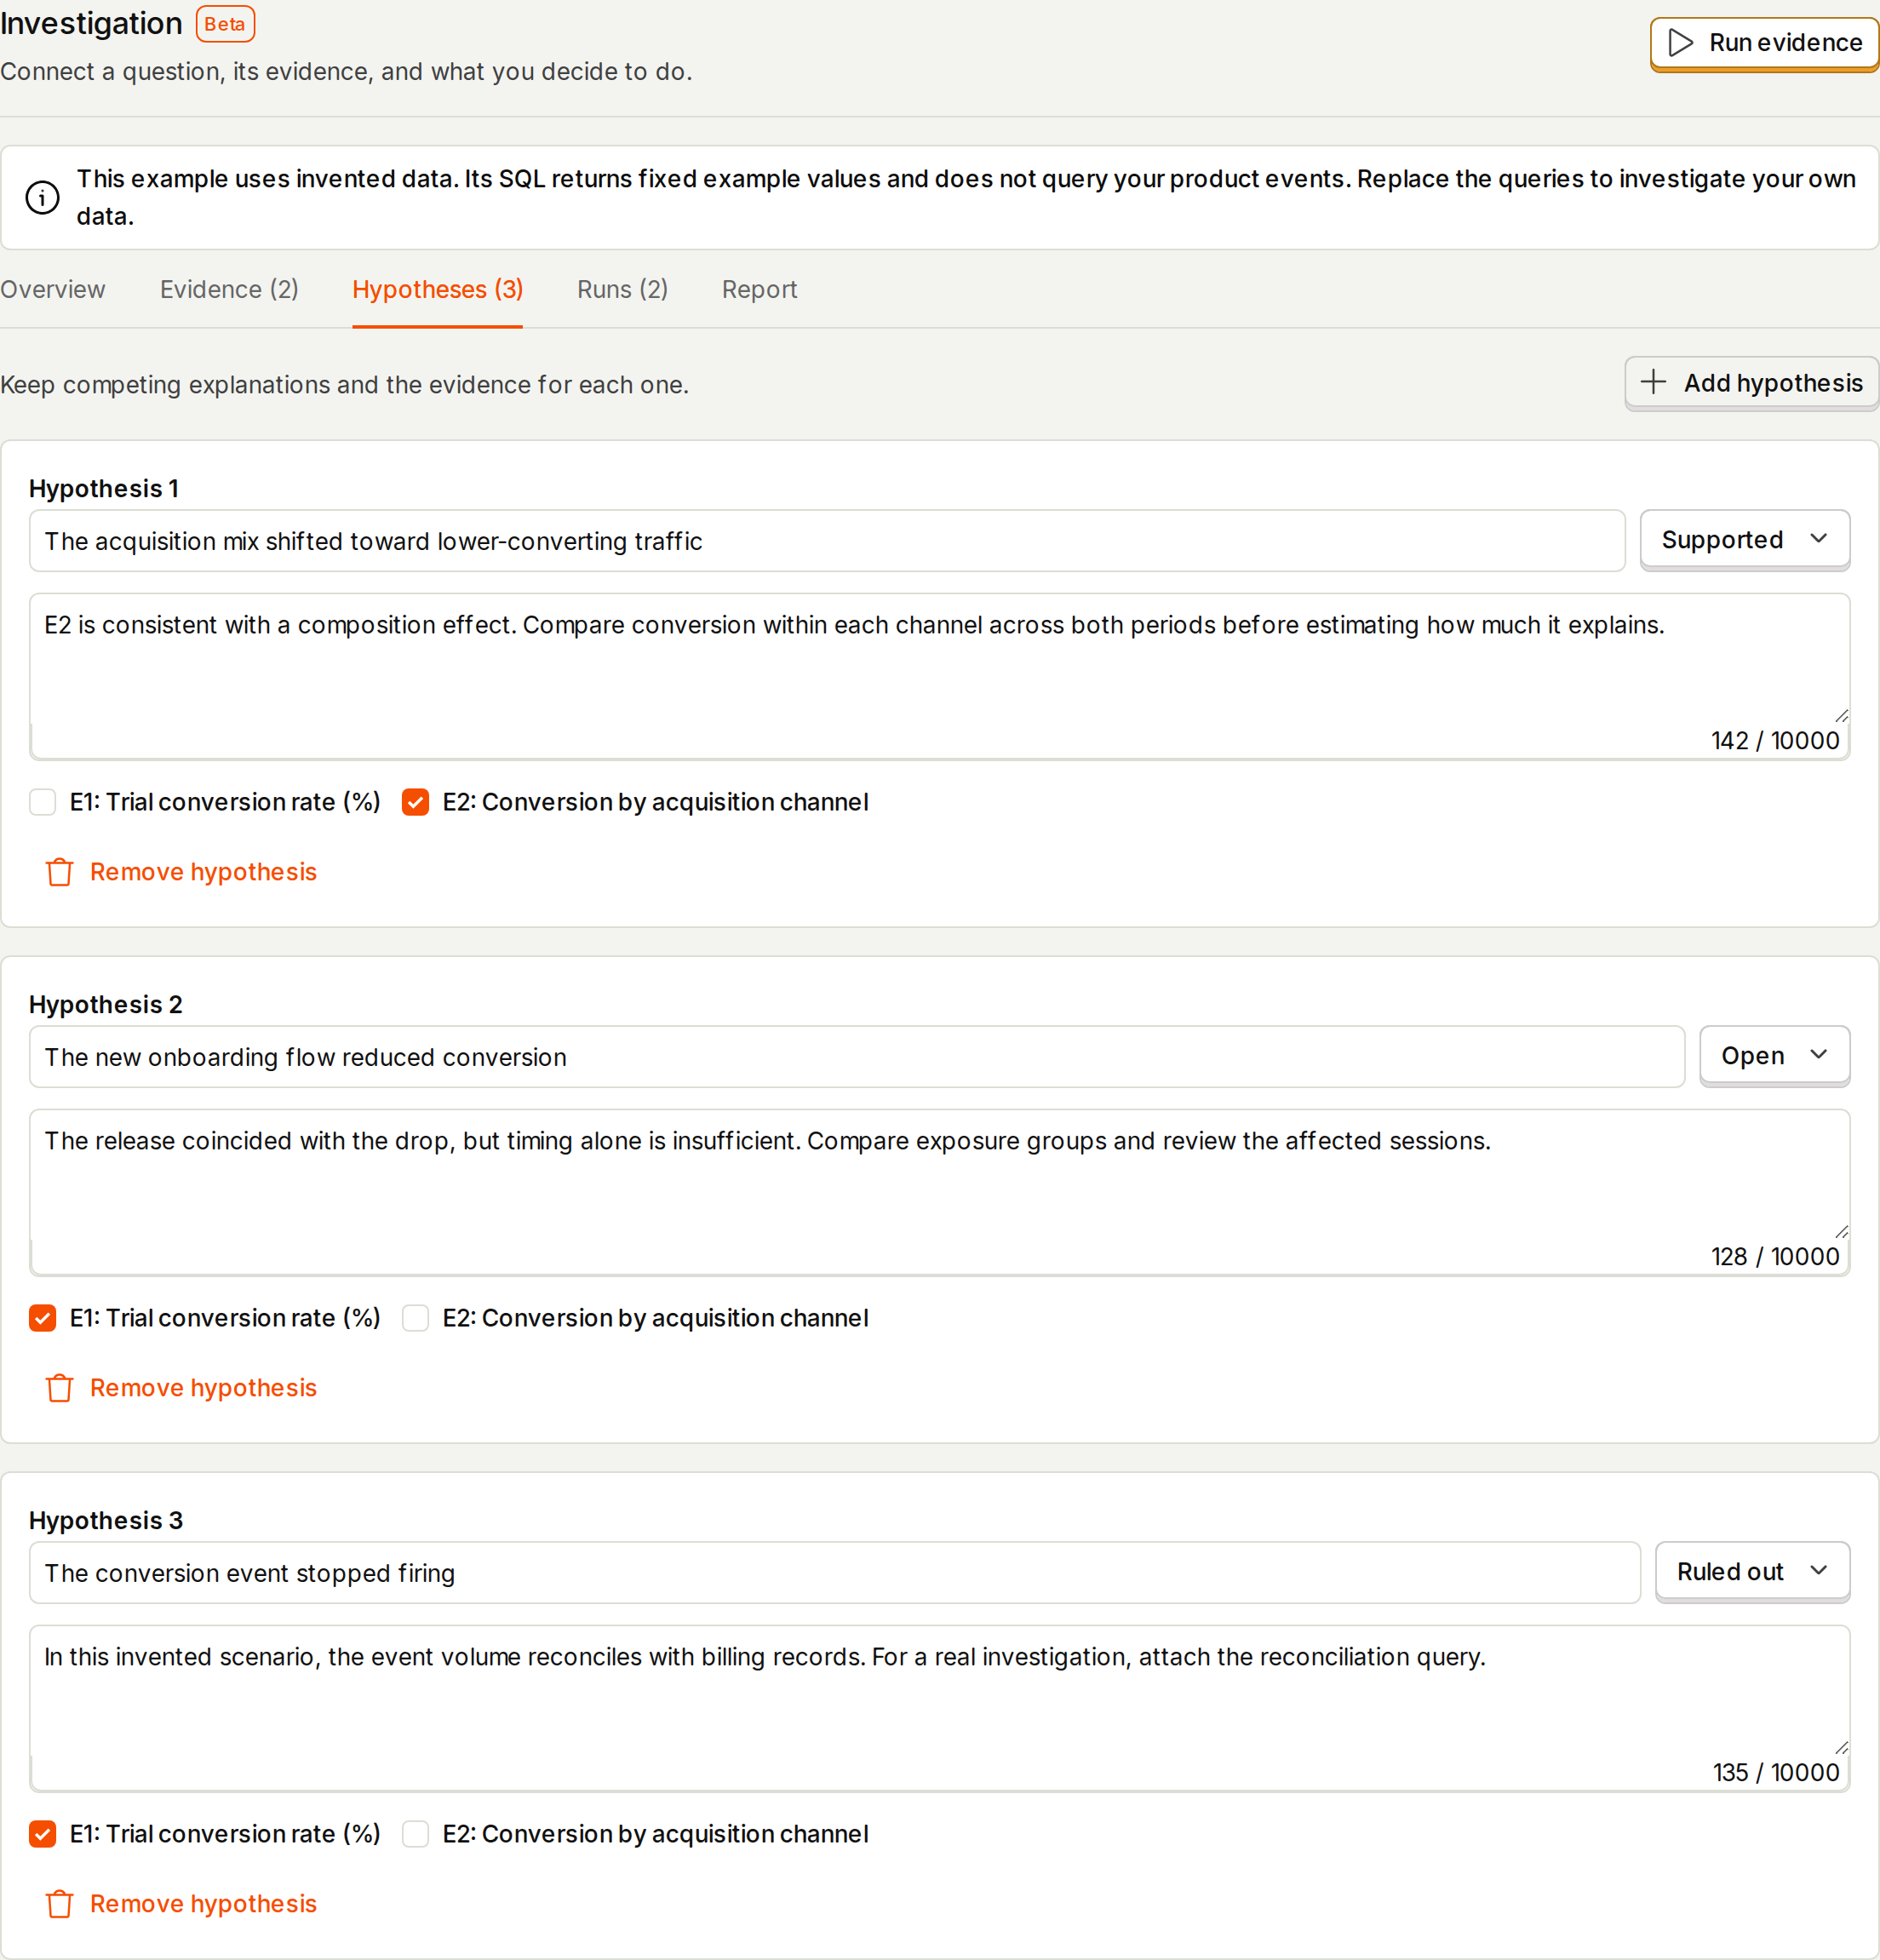 Investigation Beta
Run evidence
Connect a question, its evidence, and what you decide to do.
This example uses invented data. Its SQL returns fixed example values and does not query your product events. Replace the queries to investigate your own
data.
Overview Evidence (2) Hypotheses (3) Runs (2) Report
Keep competing explanations and the evidence for each one.
Add hypothesis
Hypothesis 1
The acquisition mix shifted toward lower-converting traffic
Supported
E2 is consistent with a composition effect. Compare conversion within each channel across both periods before estimating how much it explains.
142 / 10000
E1: Trial conversion rate (%) E2: Conversion by acquisition channel
Remove hypothesis
Hypothesis 2
The new onboarding flow reduced conversion
Open
The release coincided with the drop, but timing alone is insufficient. Compare exposure groups and review the affected sessions.
128 / 10000
E1: Trial conversion rate (%) E2: Conversion by acquisition channel
Remove hypothesis
Hypothesis 3
The conversion event stopped firing
Ruled out
In this invented scenario, the event volume reconciles with billing records. For a real investigation, attach the reconciliation query.
135 / 10000
E1: Trial conversion rate (%) E2: Conversion by acquisition channel
Remove hypothesis